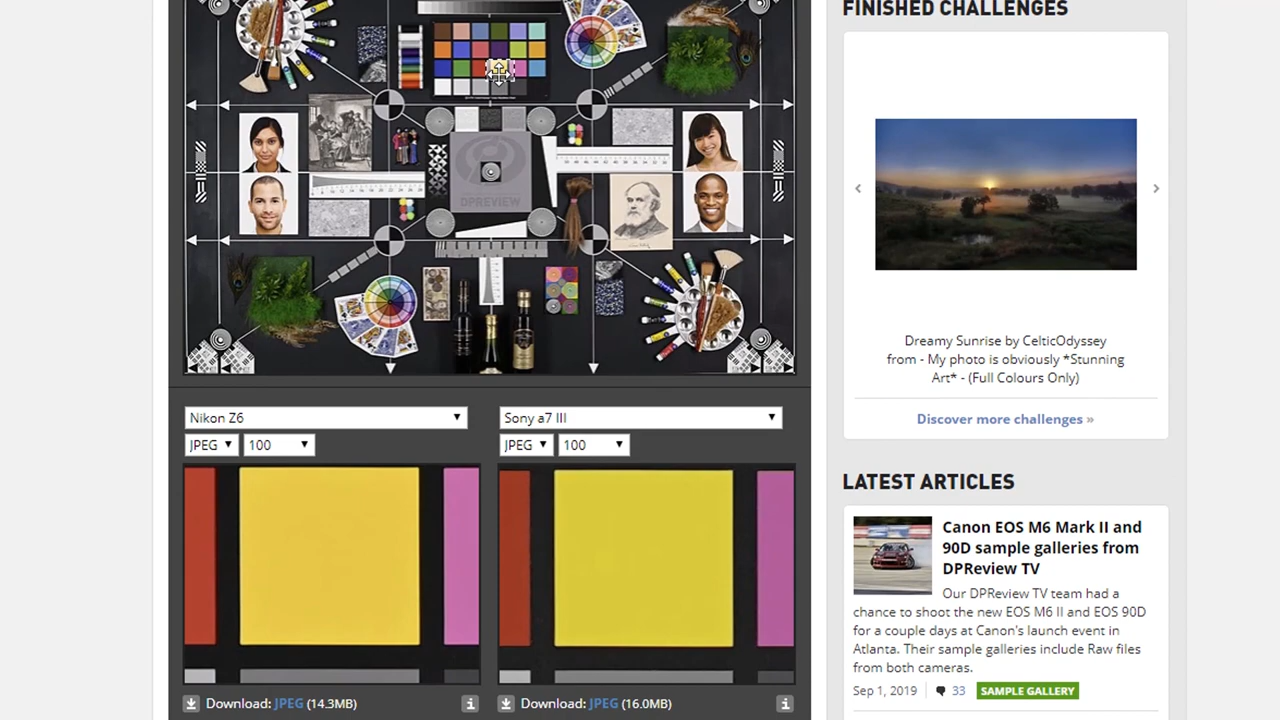 FINISHED CHALLENGES
DPREVIEW
Dreamy Sunrise by CelticOdyssey
from - My photo is obviously *Stunning
Art* - (Full Colours Only)
Discover more challenges »
Nikon Z6
JPEG 100
Sony a7 III
JPEG 100
Download: JPEG (14.3MB)
Download: JPEG (16.0MB)
LATEST ARTICLES
Canon EOS M6 Mark II and
90D sample galleries from
DPReview TV
Our DPReview TV team had a
chance to shoot the new EOS M6 II and EOS 90D
for a couple days at Canon's launch event in
Atlanta. Their sample galleries include Raw files
from both cameras.
Sep 1, 2019 33 SAMPLE GALLERY